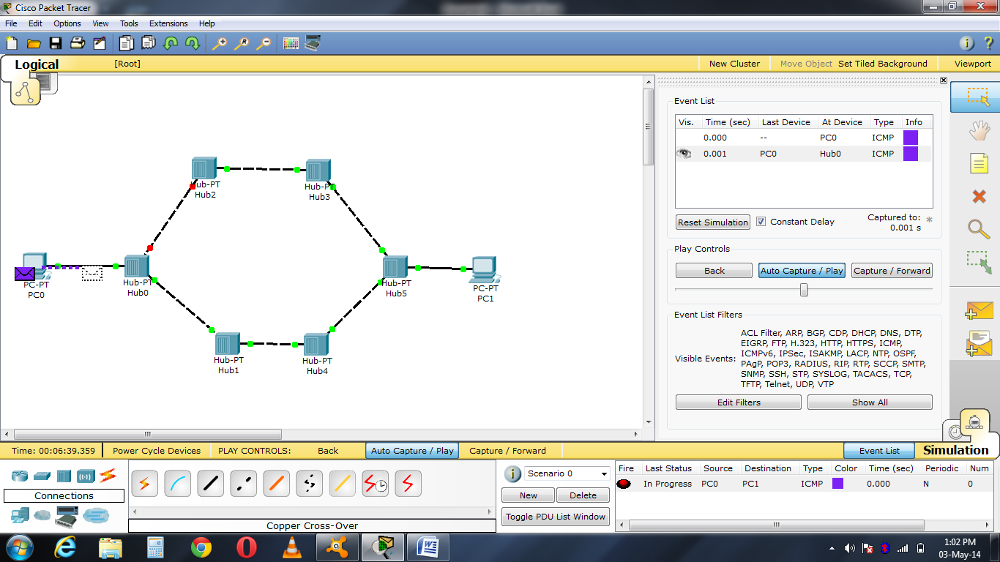 Cisco Packet Tracer
File Edit Options View Tools Extensions Help
Logical [Root] New Cluster Move Object Set Tiled Background Viewport
Event List
Vis. Time (sec) Last Device At Device Type Info
0.000 -- PC0 ICMP
0.001 PC0 Hub0 ICMP
Reset Simulation Constant Delay Captured to: *
0.001 s
Play Controls
Back Auto Capture / Play Capture / Forward
Event List Filters
Visible Events:
ACL Filter, ARP, BGP, CDP, DHCP, DNS, DTP,
EIGRP, FTP, H.323, HTTP, HTTPS, ICMP,
ICMPv6, IPSec, ISAKMP, LACP, NTP, OSPF,
PAgP, POP3, RADIUS, RIP, RTP, SCCP, SMTP,
SNMP, SSH, STP, SYSLOG, TACACS, TCP,
TFTP, Telnet, UDP, VTP
Edit Filters Show All
Hub-PT
Hub2
Hub-PT
Hub3
PC-PT
PC0
Hub-PT
Hub0
Hub-PT
Hub5
PC-PT
PC1
Hub-PT
Hub1
Hub-PT
Hub4
Time: 00:06:39.359 Power Cycle Devices PLAY CONTROLS: Back Auto Capture / Play Capture / Forward Event List Simulation
Connections
Copper Cross-Over
Scenario 0
New Delete
Toggle PDU List Window
Fire Last Status Source Destination Type Color Time (sec) Periodic Num
In Progress PC0 PC1 ICMP 0.000 N 0
1:02 PM
03-May-14